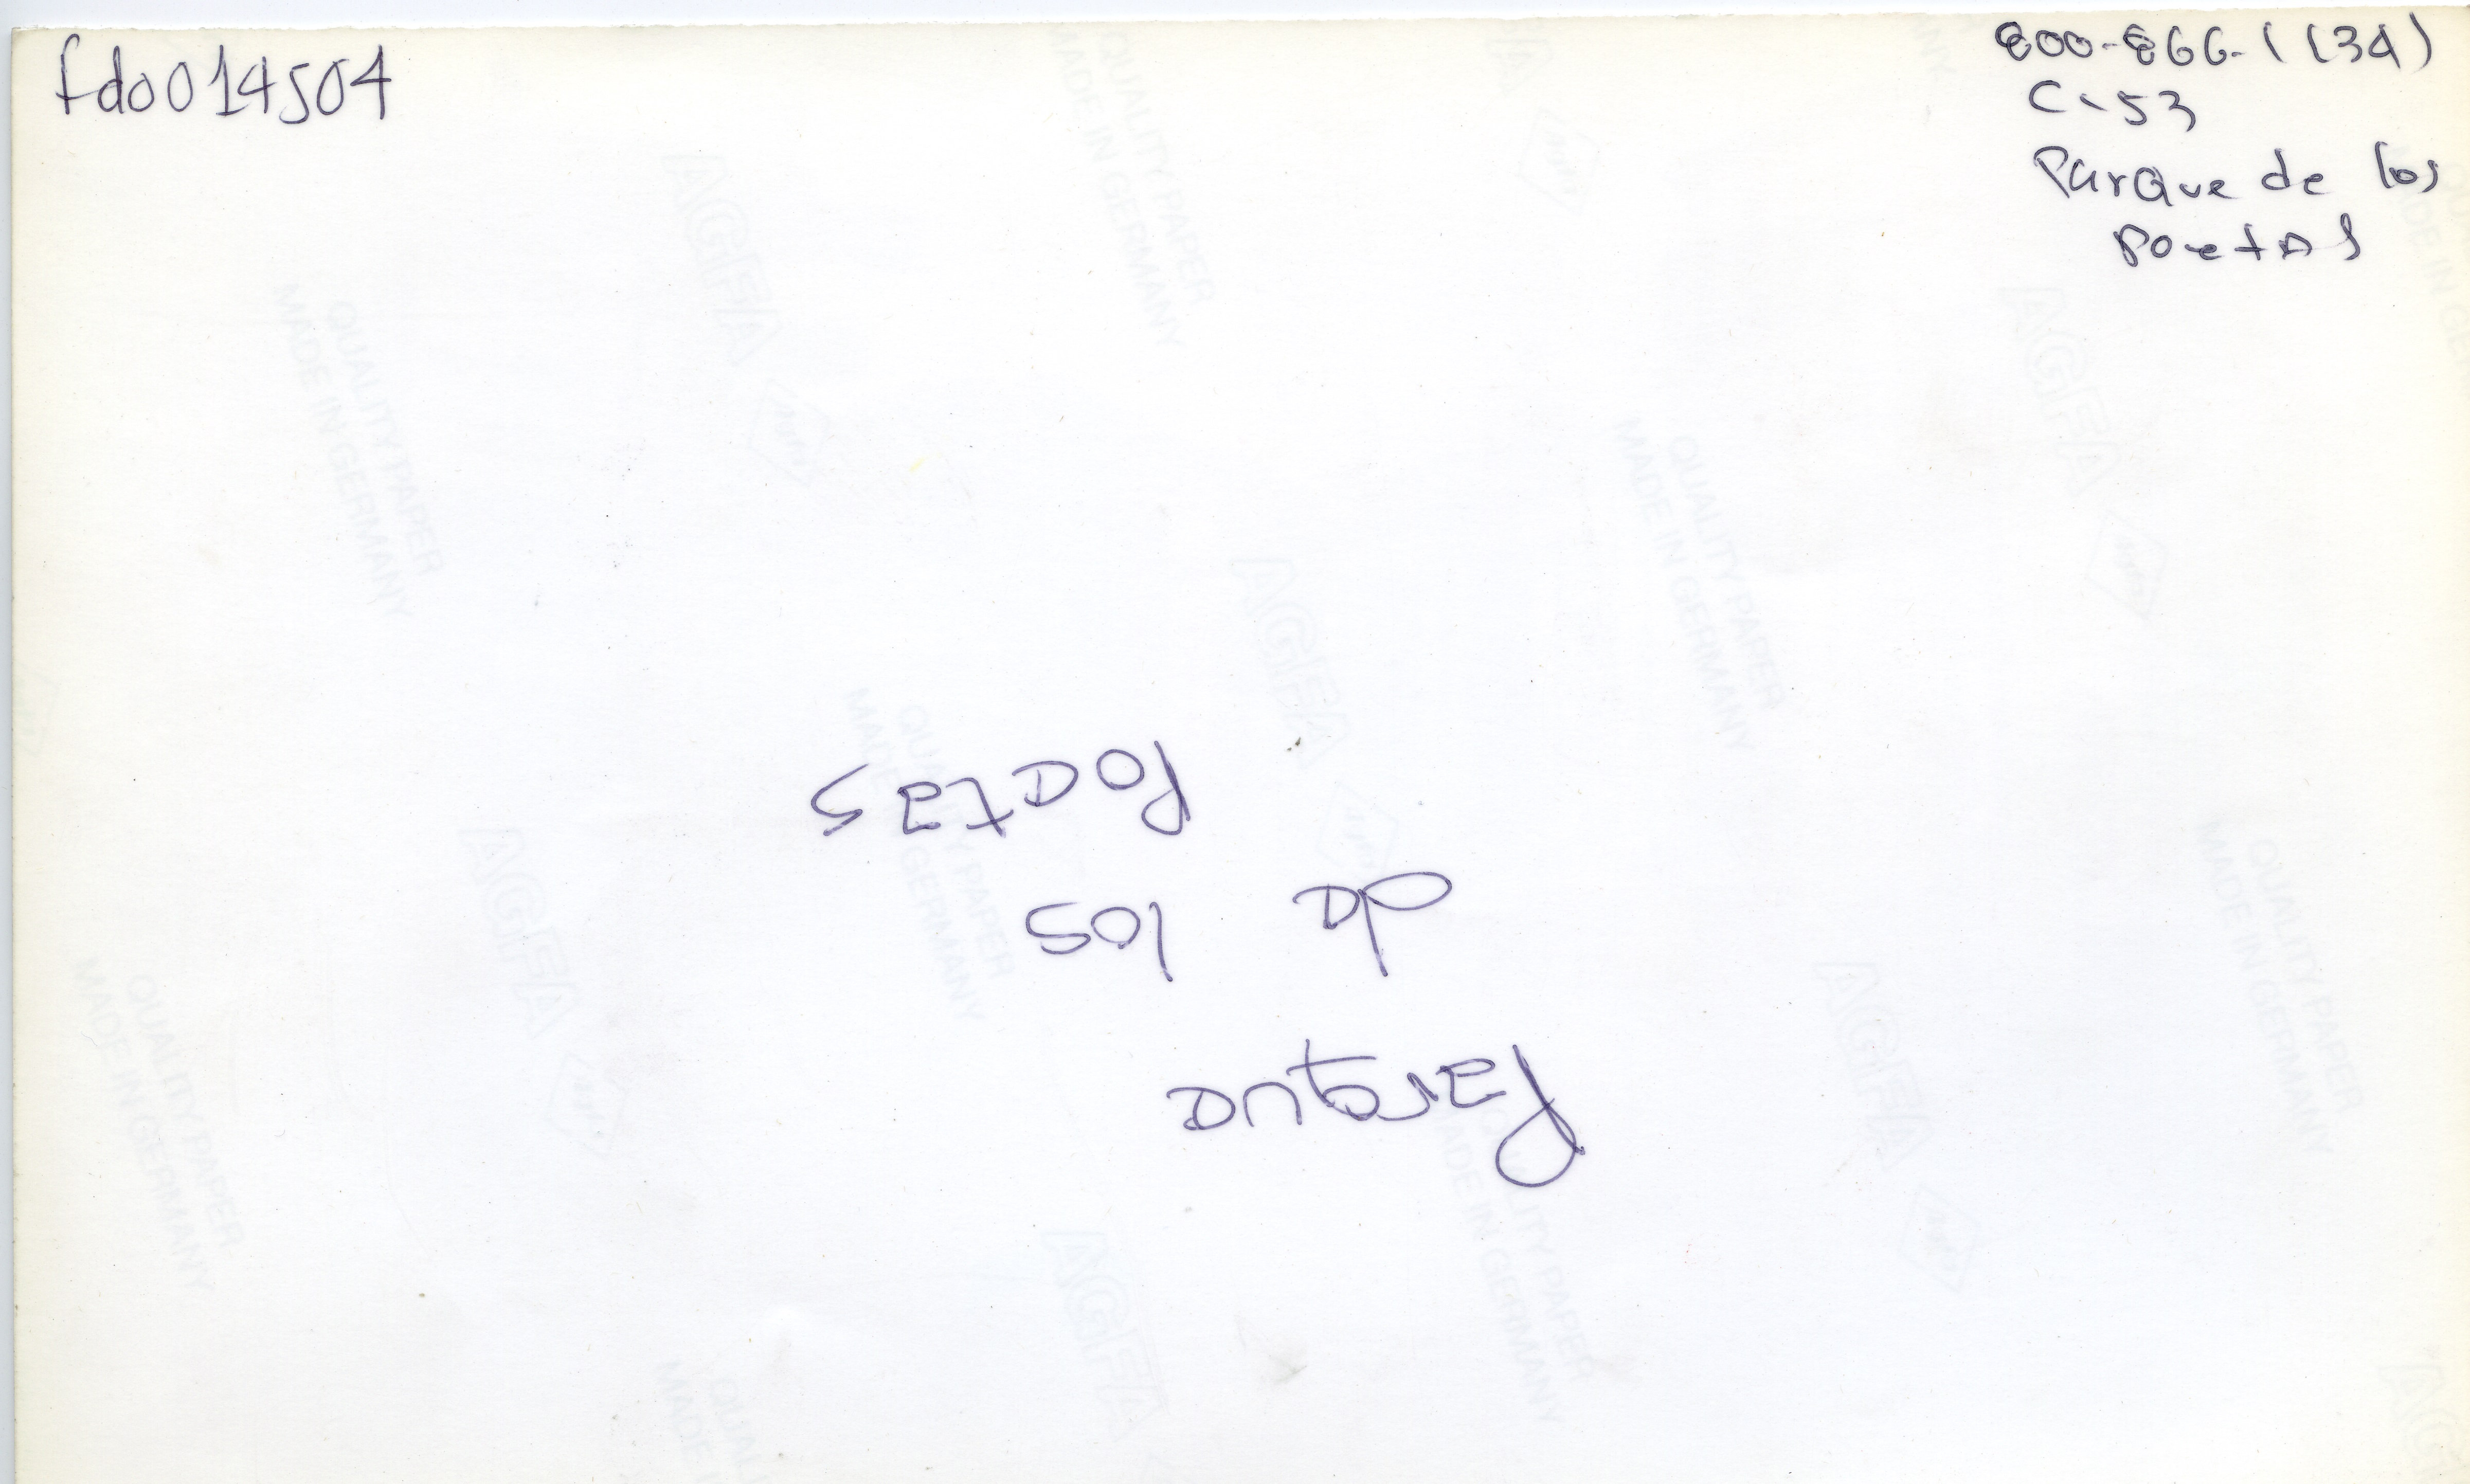 fdo014504
800-866-1 (34)
C-53
Parque de los
Poetas
Parque
de los
Poetas
AGFA
QUALITY PAPER
MADE IN GERMANY